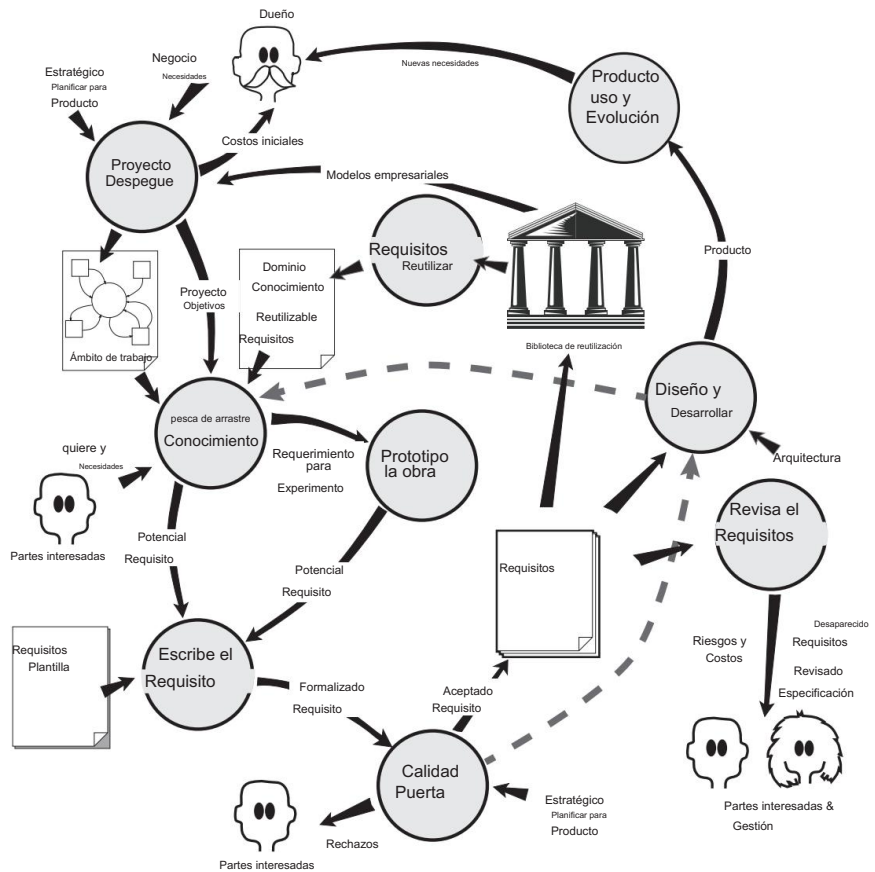 Dueño
Estratégico
Planificar para
Producto
Negocio
Necesidades
Nuevas necesidades
Producto
uso y
Evolución
Costos iniciales
Proyecto
Despegue
Modelos empresariales
Requisitos
Reutilizar
Producto
Dominio
Conocimiento
Reutilizable
Requisitos
Proyecto
Objetivos
Ámbito de trabajo
Biblioteca de reutilización
Diseño y
Desarrollar
pesca de arrastre
Conocimiento
quiere y
Necesidades
Requerimiento
para
Experimento
Prototipo
la obra
Arquitectura
Revisa el
Requisitos
Partes interesadas
Potencial
Requisito
Potencial
Requisito
Requisitos
Desaparecido
Requisitos
Revisado
Especificación
Riesgos y
Costos
Requisitos
Plantilla
Escribe el
Requisito
Formalizado
Requisito
Aceptado
Requisito
Calidad
Puerta
Estratégico
Planificar para
Producto
Partes interesadas &
Gestión
Rechazos
Partes interesadas